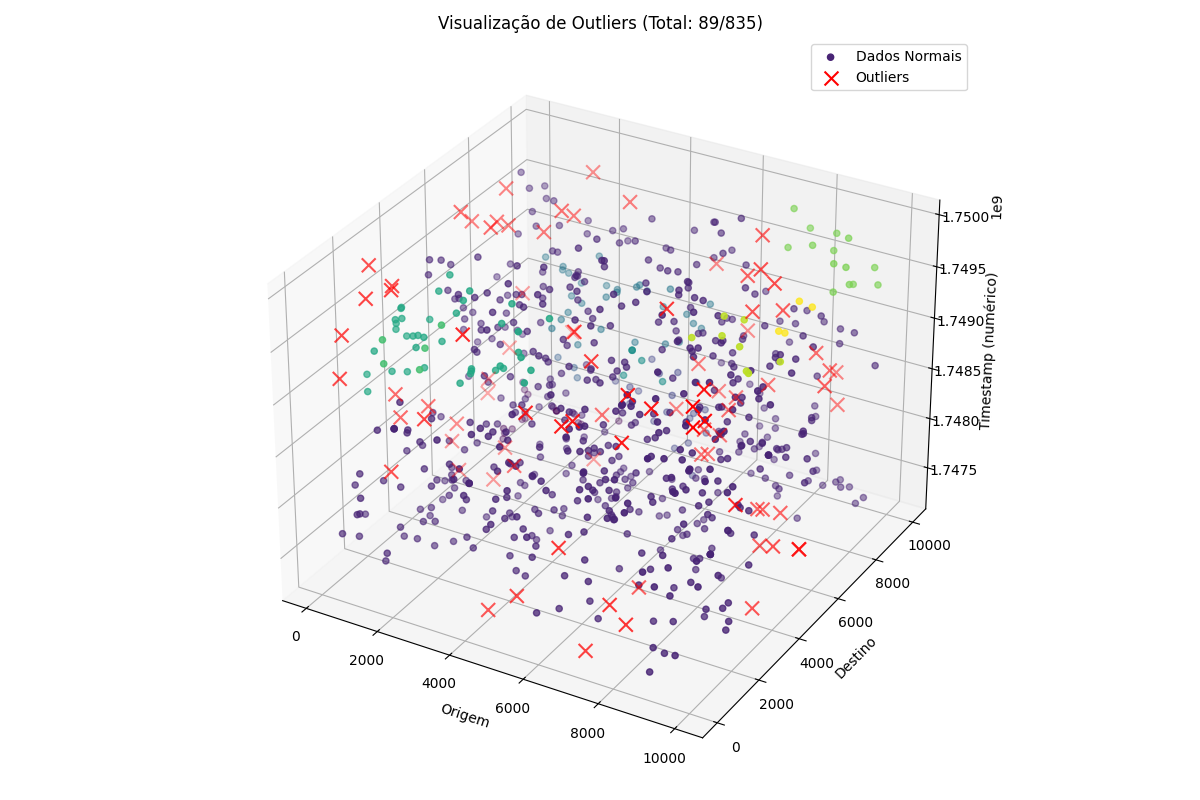 Visualização de Outliers (Total: 89/835)
Dados Normais
Outliers
1e9
1.7500
1.7495
1.7490
1.7485
1.7480
1.7475
Timestamp (numérico)
10000
8000
6000
4000
2000
0
Destino
0
2000
4000
6000
8000
10000
Origem